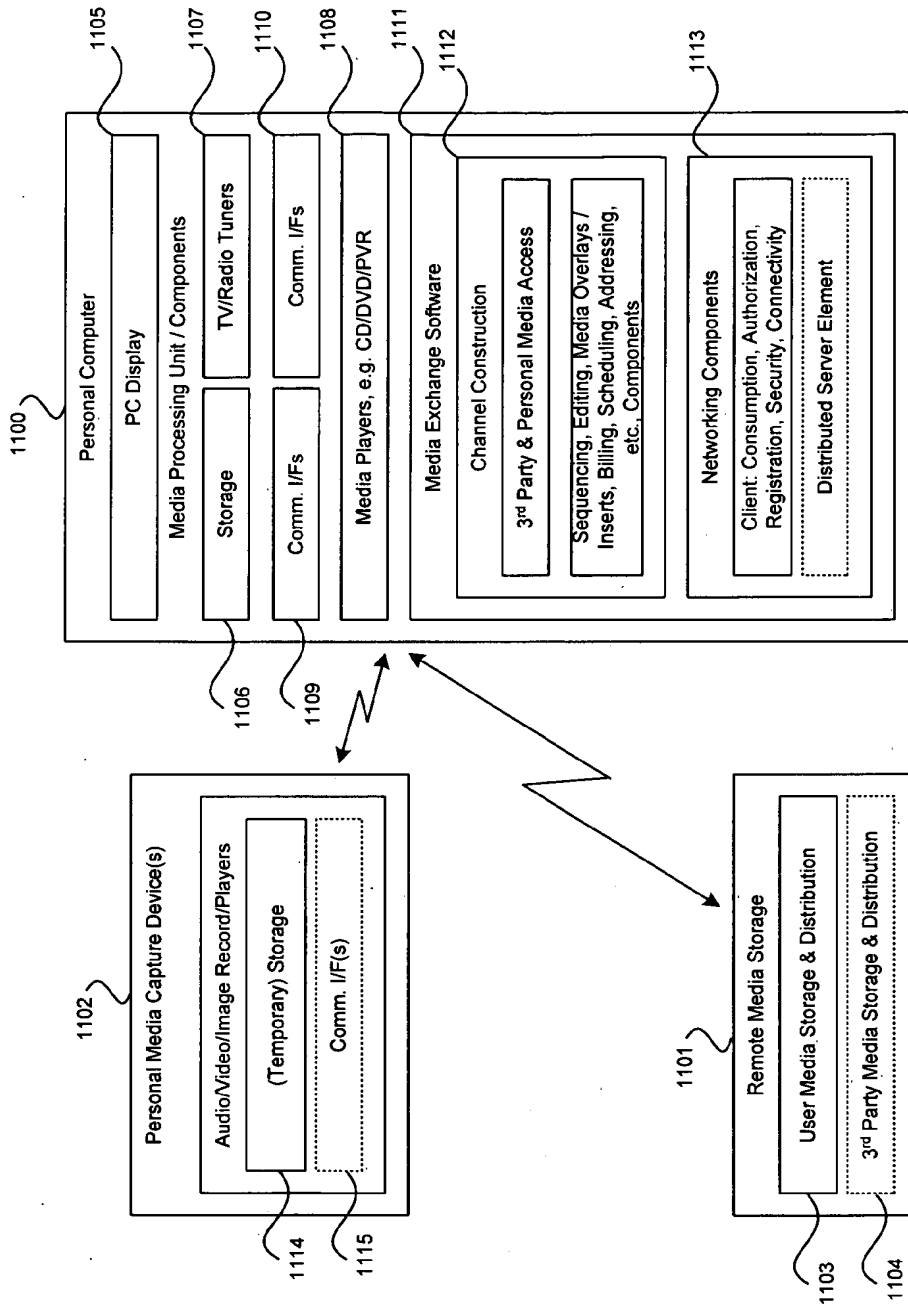 1100
Personal Computer
PC Display
1105
Media Processing Unit / Components
Storage
1106
TV/Radio Tuners
1107
Comm. I/Fs
1109
Comm. I/Fs
1110
Media Players, e.g. CD/DVD/PVR
1108
Media Exchange Software
1111
Channel Construction
1112
3rd Party & Personal Media Access
Sequencing, Editing, Media Overlays /
Inserts, Billing, Scheduling, Addressing,
etc., Components
Networking Components
1113
Client: Consumption, Authorization,
Registration, Security, Connectivity
Distributed Server Element
1102
Personal Media Capture Device(s)
Audio/Video/Image Record/Players
(Temporary) Storage
1114
Comm. I/F(s)
1115
1101
Remote Media Storage
User Media Storage & Distribution
1103
3rd Party Media Storage & Distribution
1104